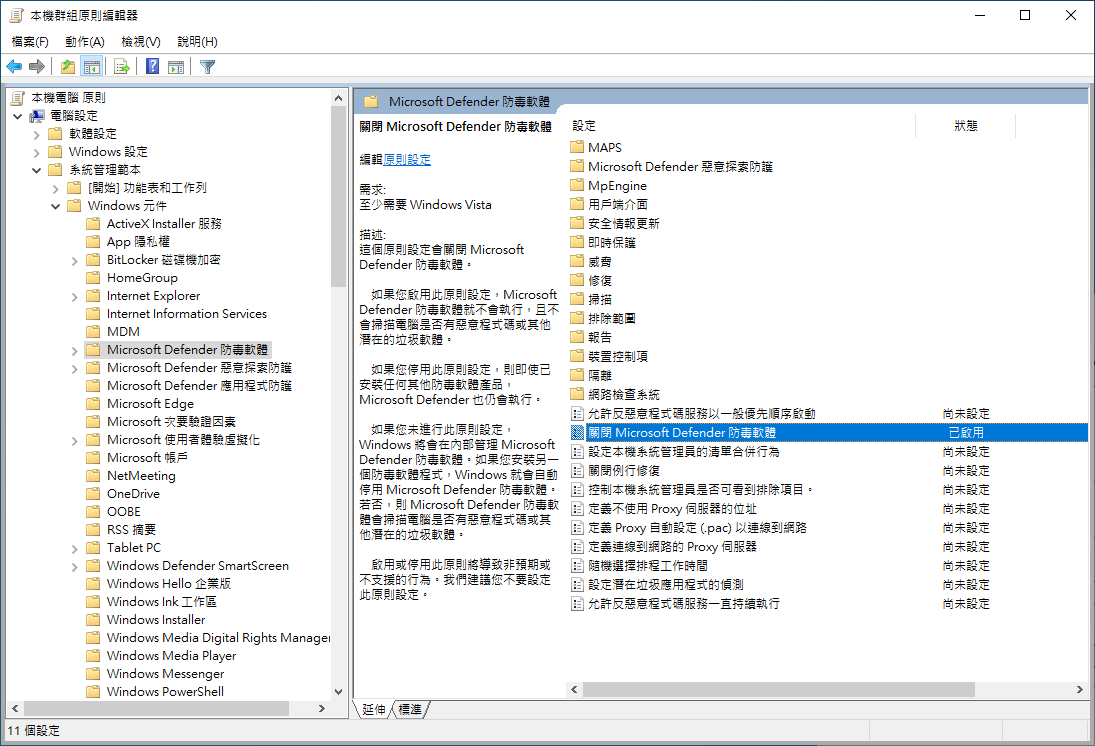 本機群組原則編輯器
檔案(F) 動作(A) 檢視(V) 說明(H)
本機電腦 原則
電腦設定
軟體設定
Windows 設定
系統管理範本
[開始] 功能表和工作列
Windows 元件
ActiveX Installer 服務
App 隱私權
BitLocker 磁碟機加密
HomeGroup
Internet Explorer
Internet Information Services
MDM
Microsoft Defender 防毒軟體
Microsoft Defender 惡意探索防護
Microsoft Defender 應用程式防護
Microsoft Edge
Microsoft 次要驗證因素
Microsoft 使用者體驗虛擬化
Microsoft 帳戶
NetMeeting
OneDrive
OOBE
RSS 摘要
Tablet PC
Windows Defender SmartScreen
Windows Hello 企業版
Windows Ink 工作區
Windows Installer
Windows Media Digital Rights Manager
Windows Media Player
Windows Messenger
Windows PowerShell
Microsoft Defender 防毒軟體
關閉 Microsoft Defender 防毒軟體
編輯原則設定
需求:
至少需要 Windows Vista
描述:
這個原則設定會關閉 Microsoft
Defender 防毒軟體。
如果您啟用此原則設定，Microsoft
Defender 防毒軟體就不會執行，且不
會掃描電腦是否有惡意程式碼或其他
潛在的垃圾軟體。
如果您停用此原則設定，則即使已
安裝任何其他防毒軟體產品，
Microsoft Defender 也仍會執行。
如果您未進行此原則設定，
Windows 將會在內部管理 Microsoft
Defender 防毒軟體。如果您安裝另一
個防毒軟體程式，Windows 就會自動
停用 Microsoft Defender 防毒軟體。
若否，則 Microsoft Defender 防毒軟
體會掃描電腦是否有惡意程式碼或其
他潛在的垃圾軟體。
啟用或停用此原則將導致非預期或
不支援的行為。我們建議您不要設定
此原則設定。
設定 狀態
MAPS
Microsoft Defender 惡意探索防護
MpEngine
用戶端介面
安全情報更新
即時保護
威脅
修復
掃描
排除範圍
報告
裝置控制項
隔離
網路檢查系統
允許反惡意程式碼服務以一般優先順序啟動 尚未設定
關閉 Microsoft Defender 防毒軟體 已啟用
設定本機系統管理員的清單合併行為 尚未設定
關閉例行修復 尚未設定
控制本機系統管理員是否可看到排除項目。 尚未設定
定義不使用 Proxy 伺服器的位址 尚未設定
定義 Proxy 自動設定 (.pac) 以連線到網路 尚未設定
定義連線到網路的 Proxy 伺服器 尚未設定
隨機選擇排程工作時間 尚未設定
設定潛在垃圾應用程式的偵測 尚未設定
允許反惡意程式碼服務一直持續執行 尚未設定
延伸 標準
11 個設定